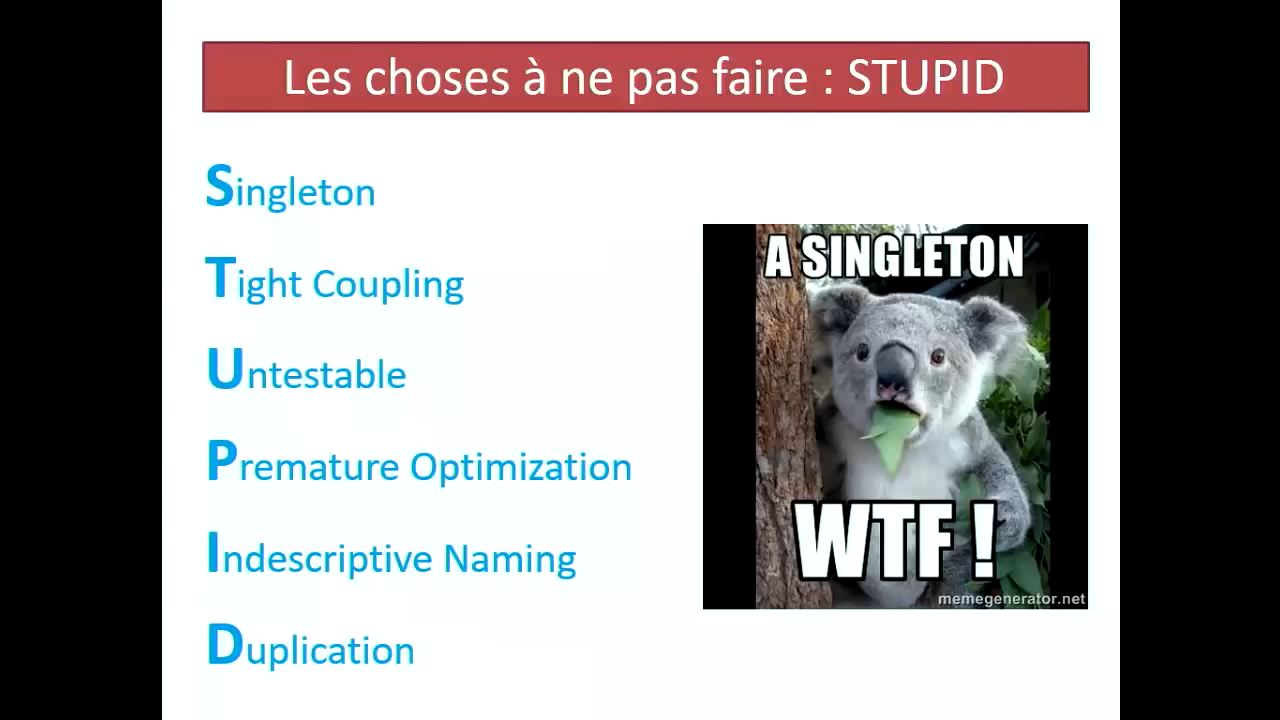 Les choses à ne pas faire : STUPID
Singleton
Tight Coupling
Untestable
Premature Optimization
Indescriptive Naming
Duplication
A SINGLETON
WTF !
memegenerator.net